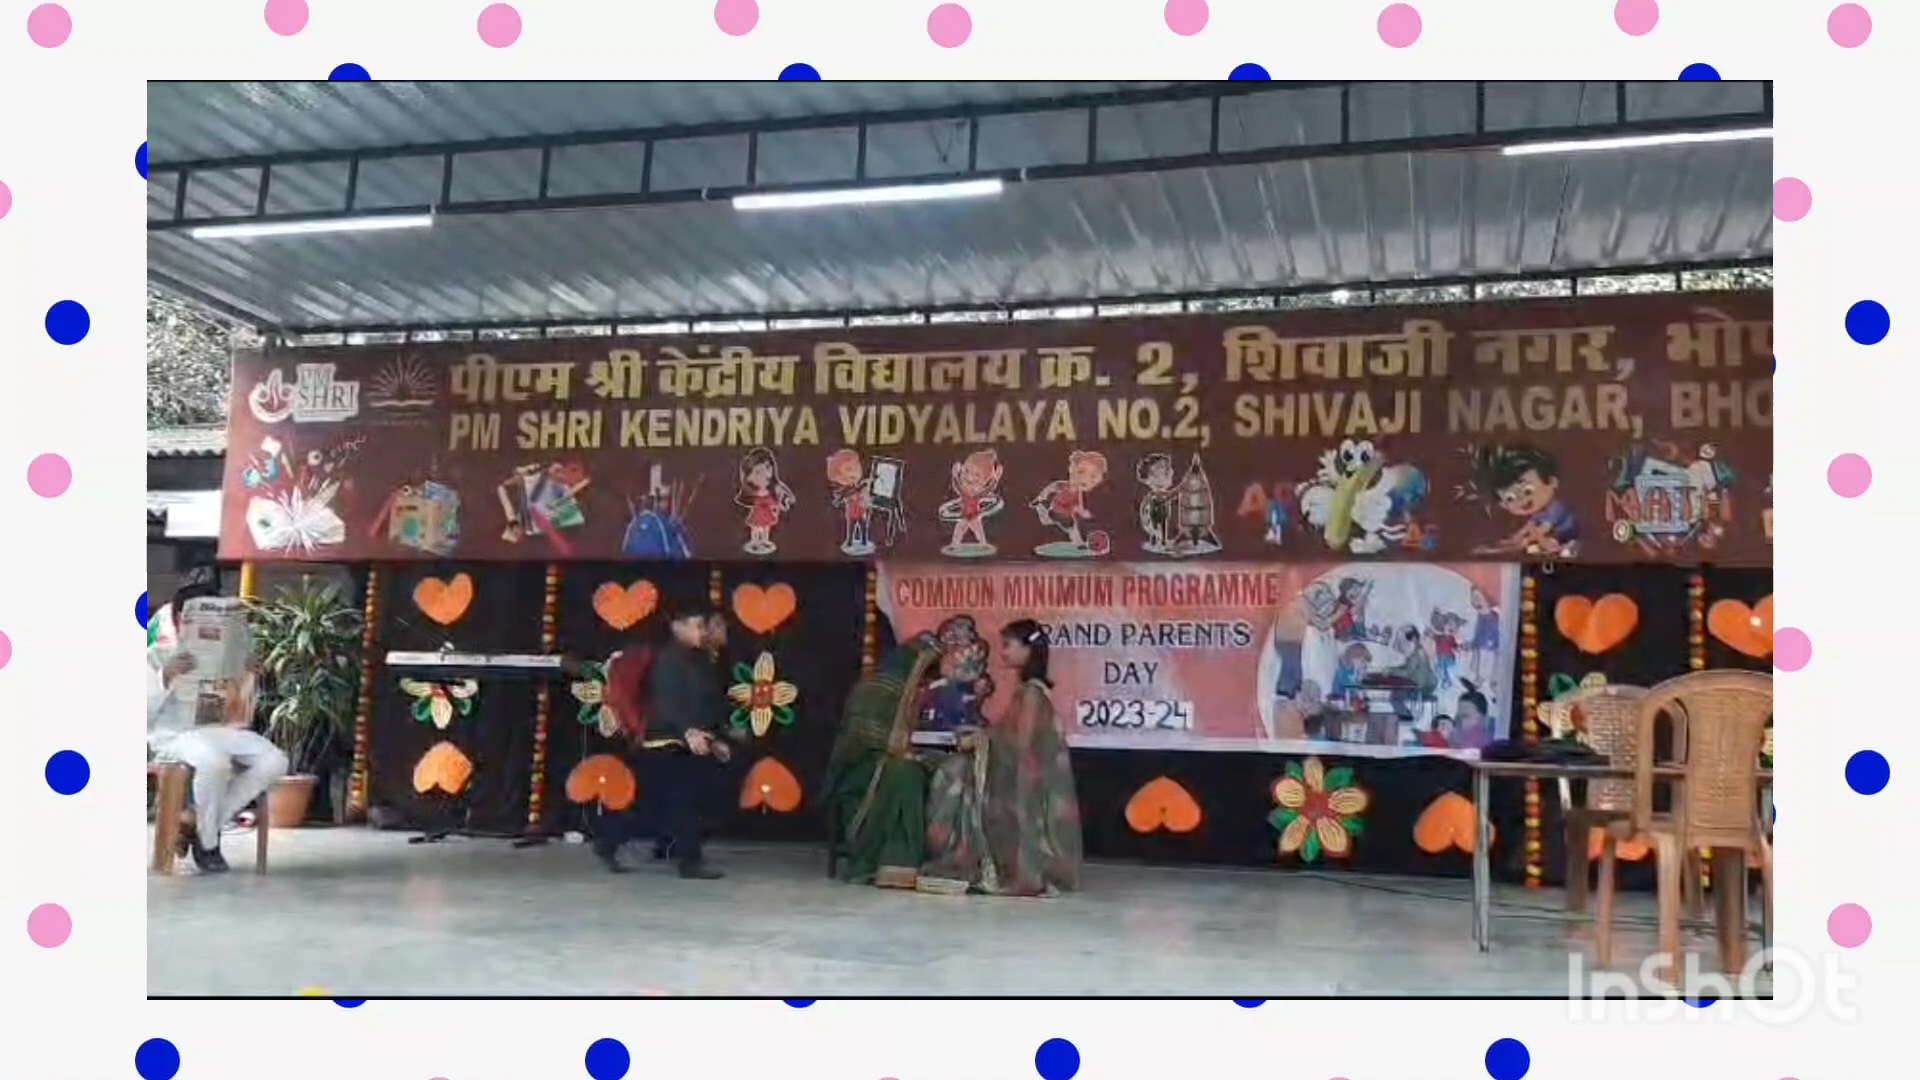 पीएम श्री केंद्रीय विद्यालय क्र. 2, शिवाजी नगर,
PM SHRI KENDRIYA VIDYALAYA NO.2, SHIVAJI NAGAR, BHO
PM
SHRI
MATH
COMMON MINIMUM PROGRAMME
RAND PARENTS
DAY
2023-24
InShOt